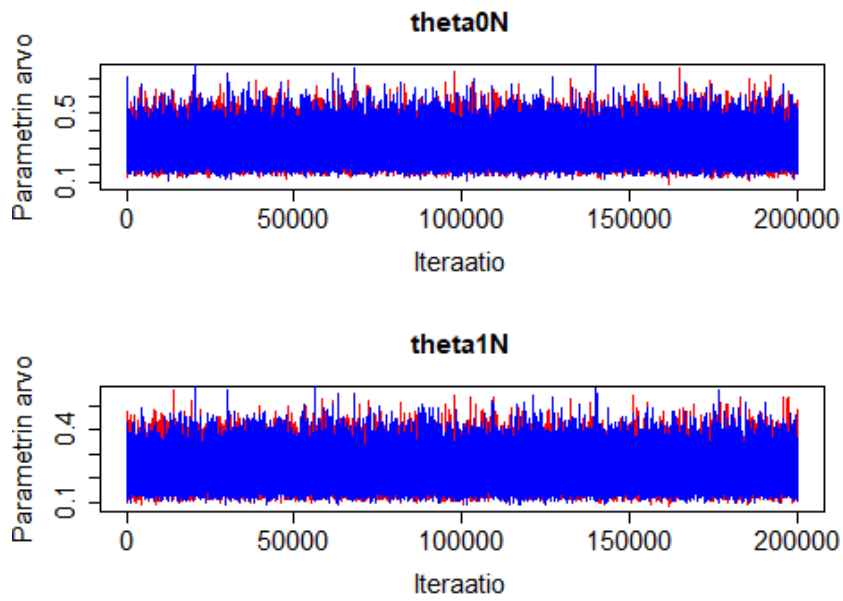 theta0N
Parametrin arvo
0.5
0.1
0 50000 100000 150000 200000
Iteraatio
theta1N
Parametrin arvo
0.4
0.1
0 50000 100000 150000 200000
Iteraatio